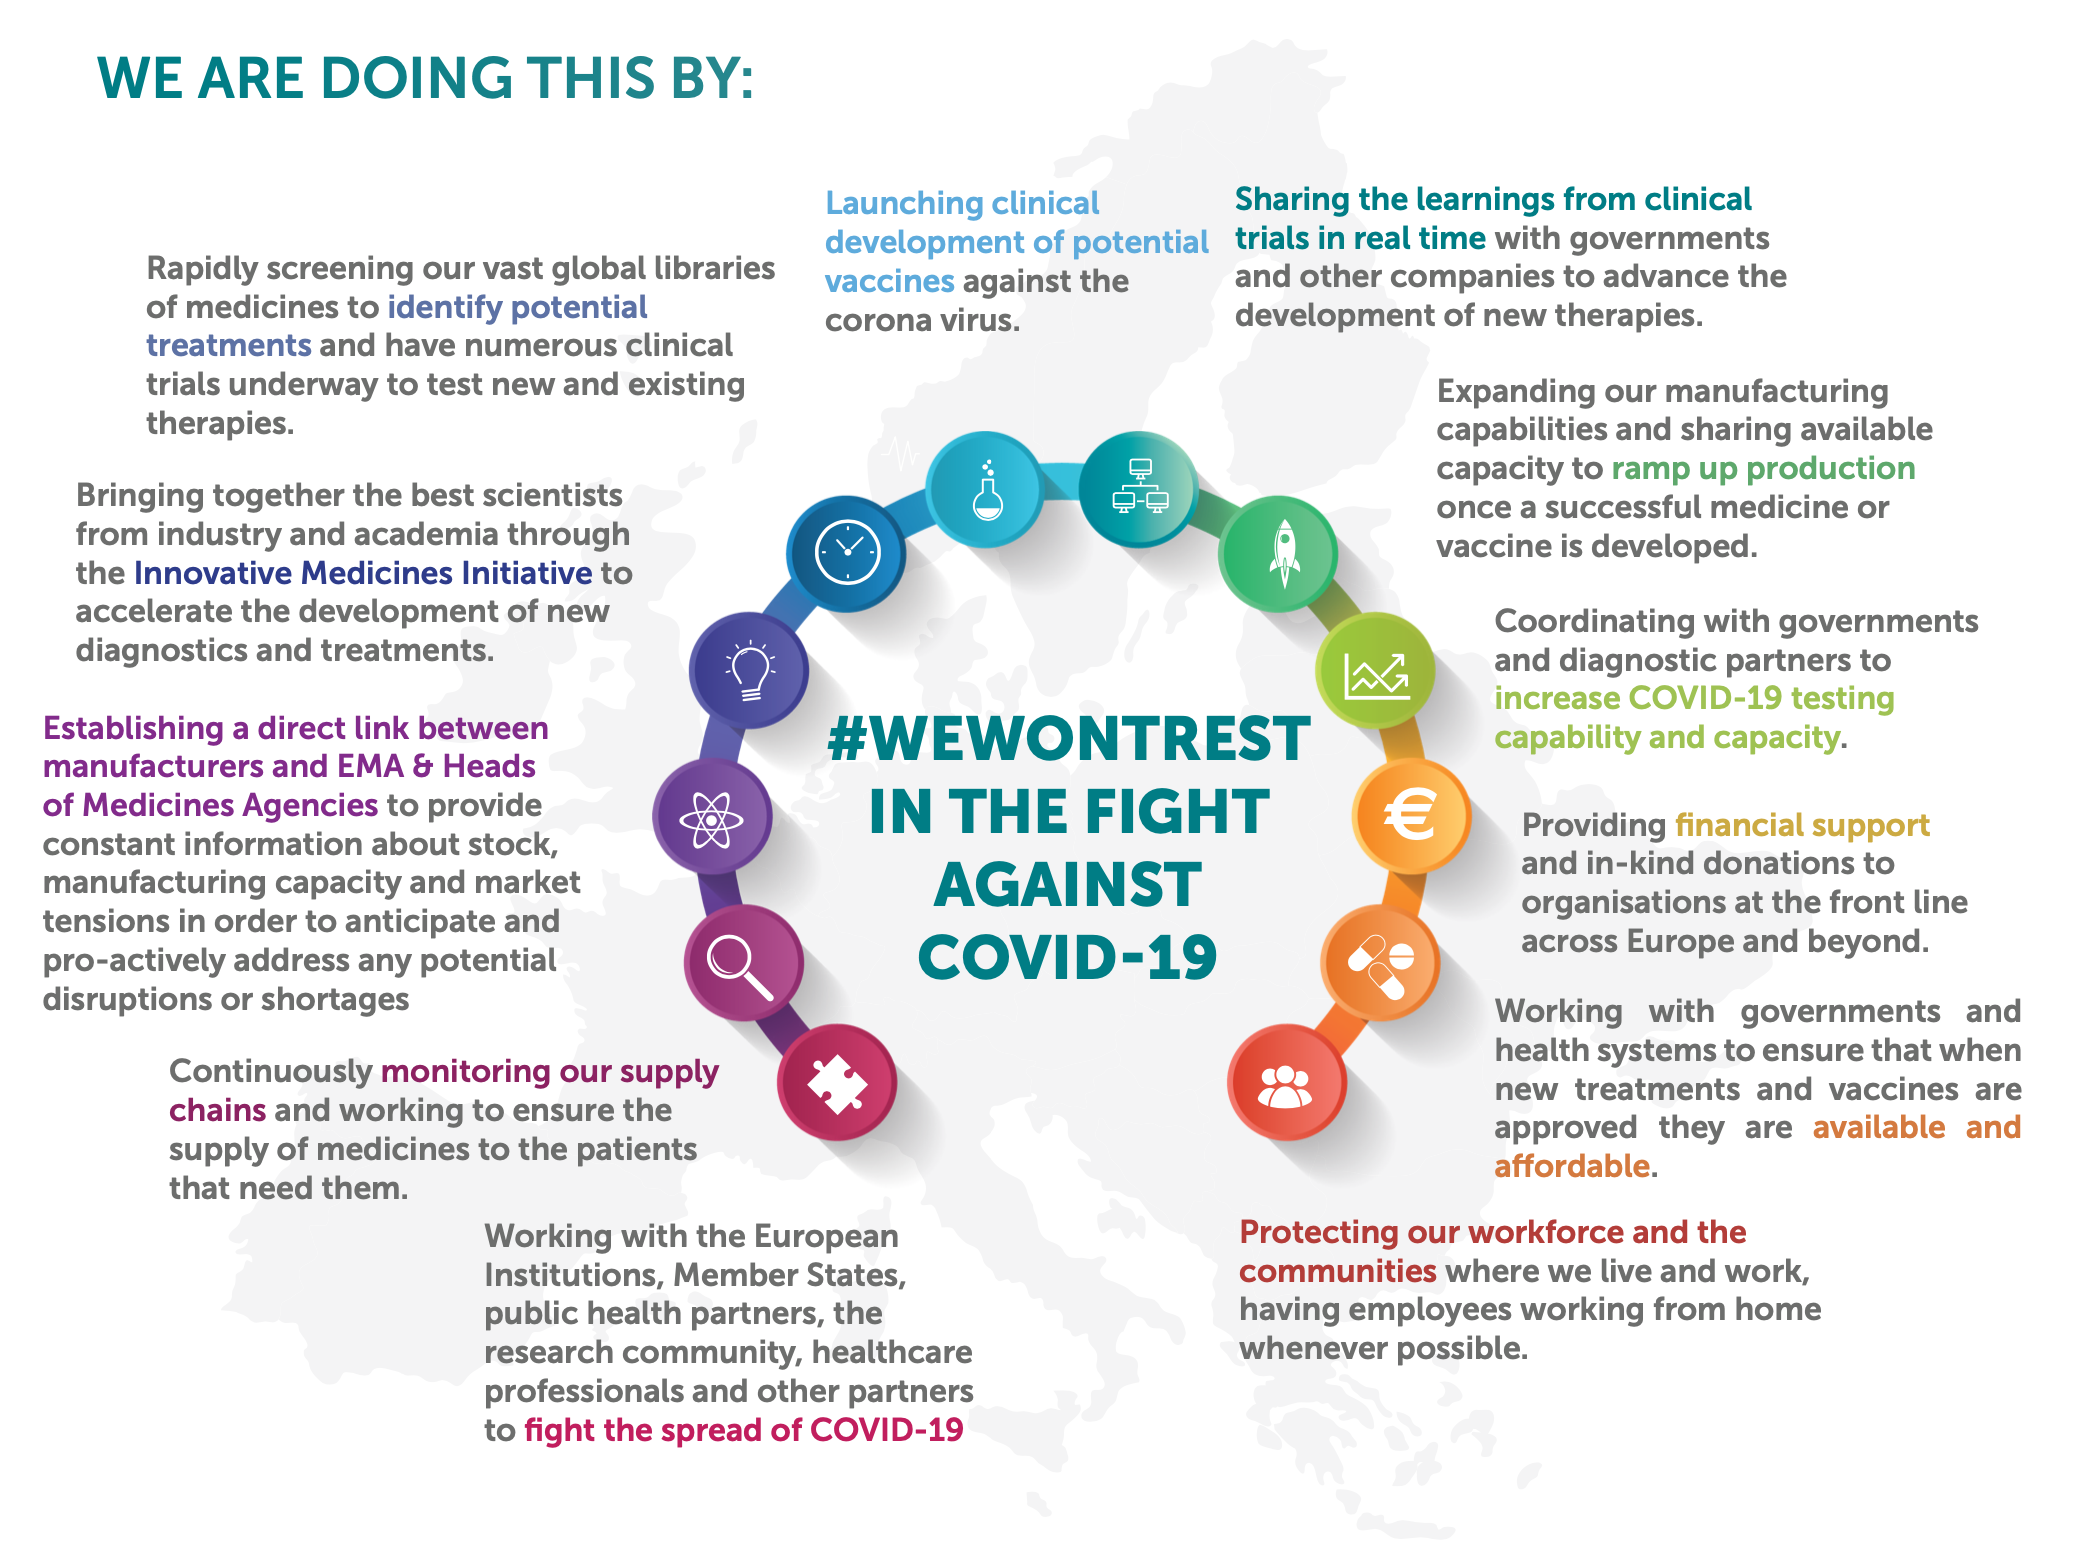 WE ARE DOING THIS BY:
Rapidly screening our vast global libraries
of medicines to identify potential
treatments and have numerous clinical
trials underway to test new and existing
therapies.
Launching clinical
development of potential
vaccines against the
corona virus.
Sharing the learnings from clinical
trials in real time with governments
and other companies to advance the
development of new therapies.
Bringing together the best scientists
from industry and academia through
the Innovative Medicines Initiative to
accelerate the development of new
diagnostics and treatments.
Expanding our manufacturing
capabilities and sharing available
capacity to ramp up production
once a successful medicine or
vaccine is developed.
Establishing a direct link between
manufacturers and EMA & Heads
of Medicines Agencies to provide
constant information about stock,
manufacturing capacity and market
tensions in order to anticipate and
pro-actively address any potential
disruptions or shortages
#WEWONTREST
IN THE FIGHT
AGAINST
COVID-19
Coordinating with governments
and diagnostic partners to
increase COVID-19 testing
capability and capacity.
€
Providing financial support
and in-kind donations to
organisations at the front line
across Europe and beyond.
Continuously monitoring our supply
chains and working to ensure the
supply of medicines to the patients
that need them.
Working with governments and
health systems to ensure that when
new treatments and vaccines are
approved they are available and
affordable.
Working with the European
Institutions, Member States,
public health partners, the
research community, healthcare
professionals and other partners
to fight the spread of COVID-19
Protecting our workforce and the
communities where we live and work,
having employees working from home
whenever possible.